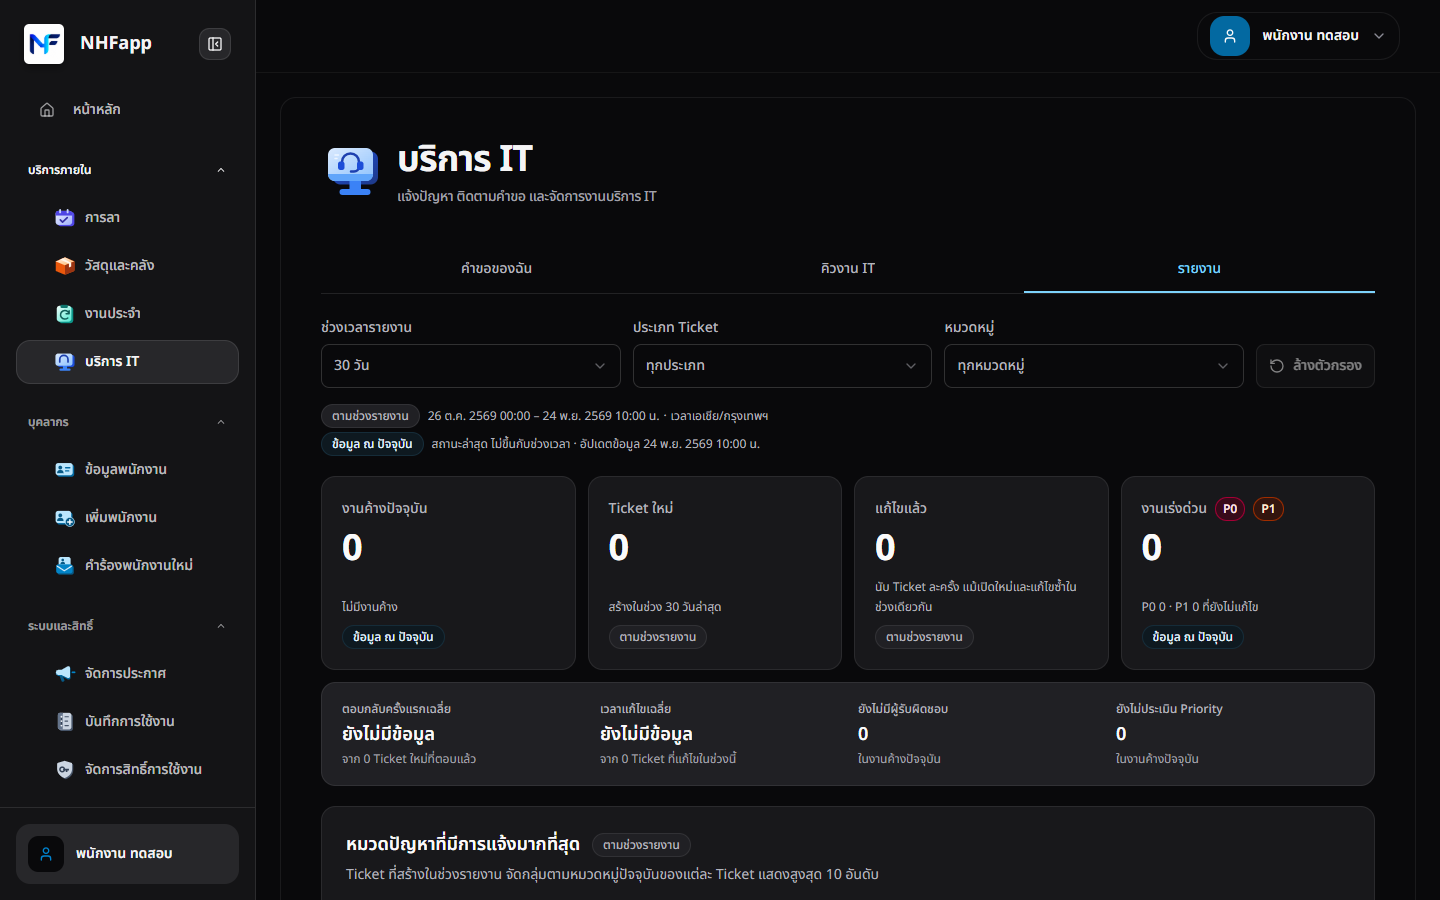 NHFapp
หน้าหลัก
บริการภายใน
การลา
วัสดุและคลัง
งานประจำ
บริการ IT
บุคลากร
ข้อมูลพนักงาน
เพิ่มพนักงาน
คำร้องพนักงานใหม่
ระบบและสิทธิ์
จัดการประกาศ
บันทึกการใช้งาน
จัดการสิทธิ์การใช้งาน
พนักงาน ทดสอบ
พนักงาน ทดสอบ
บริการ IT
แจ้งปัญหา ติดตามคำขอ และจัดการงานบริการ IT
คำขอของฉัน
คิวงาน IT
รายงาน
ช่วงเวลารายงาน
ประเภท Ticket
หมวดหมู่
30 วัน
ทุกประเภท
ทุกหมวดหมู่
ล้างตัวกรอง
ตามช่วงรายงาน 26 ต.ค. 2569 00:00 – 24 พ.ย. 2569 10:00 น. · เวลาเอเชีย/กรุงเทพฯ
ข้อมูล ณ ปัจจุบัน สถานะล่าสุด ไม่ขึ้นกับช่วงเวลา · อัปเดตข้อมูล 24 พ.ย. 2569 10:00 น.
งานค้างปัจจุบัน
0
ไม่มีงานค้าง
ข้อมูล ณ ปัจจุบัน
Ticket ใหม่
0
สร้างในช่วง 30 วันล่าสุด
ตามช่วงรายงาน
แก้ไขแล้ว
0
นับ Ticket ละครั้ง แม้เปิดใหม่และแก้ไขซ้ำใน
ช่วงเดียวกัน
ตามช่วงรายงาน
งานเร่งด่วน P0 P1
0
P0 0 · P1 0 ที่ยังไม่แก้ไข
ข้อมูล ณ ปัจจุบัน
ตอบกลับครั้งแรกเฉลี่ย
ยังไม่มีข้อมูล
จาก 0 Ticket ใหม่ที่ตอบแล้ว
เวลาแก้ไขเฉลี่ย
ยังไม่มีข้อมูล
จาก 0 Ticket ที่แก้ไขในช่วงนี้
ยังไม่มีผู้รับผิดชอบ
0
ในงานค้างปัจจุบัน
ยังไม่ประเมิน Priority
0
ในงานค้างปัจจุบัน
หมวดปัญหาที่มีการแจ้งมากที่สุด ตามช่วงรายงาน
Ticket ที่สร้างในช่วงรายงาน จัดกลุ่มตามหมวดหมู่ปัจจุบันของแต่ละ Ticket แสดงสูงสุด 10 อันดับ